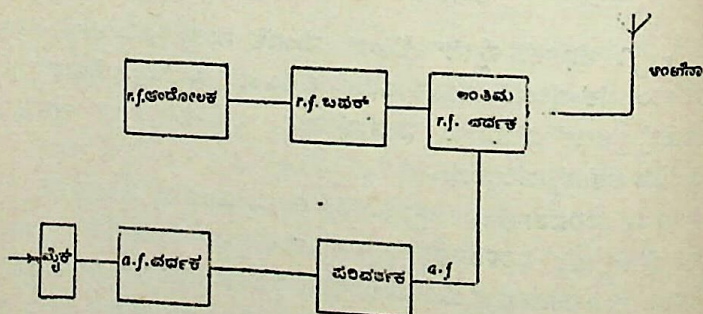 r.f.ಆಂದೋಲಕ
r.f. ಬಫರ್
ಅಂತಿಮ
r.f. ವರ್ಧಕ
ಆಂಟೆನಾ
ಮೈಕ್
a.f.ವರ್ಧಕ
ಪರಿವರ್ತಕ
a.f